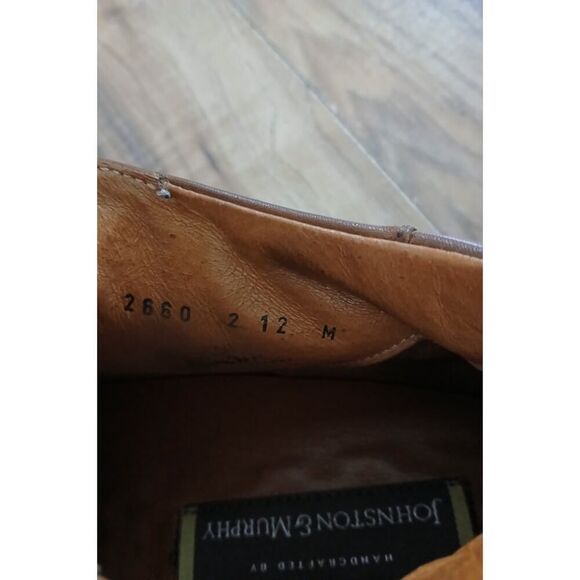 2660 2 12 M
JOHNSTON & MURPHY
HANDCRAFTED BY